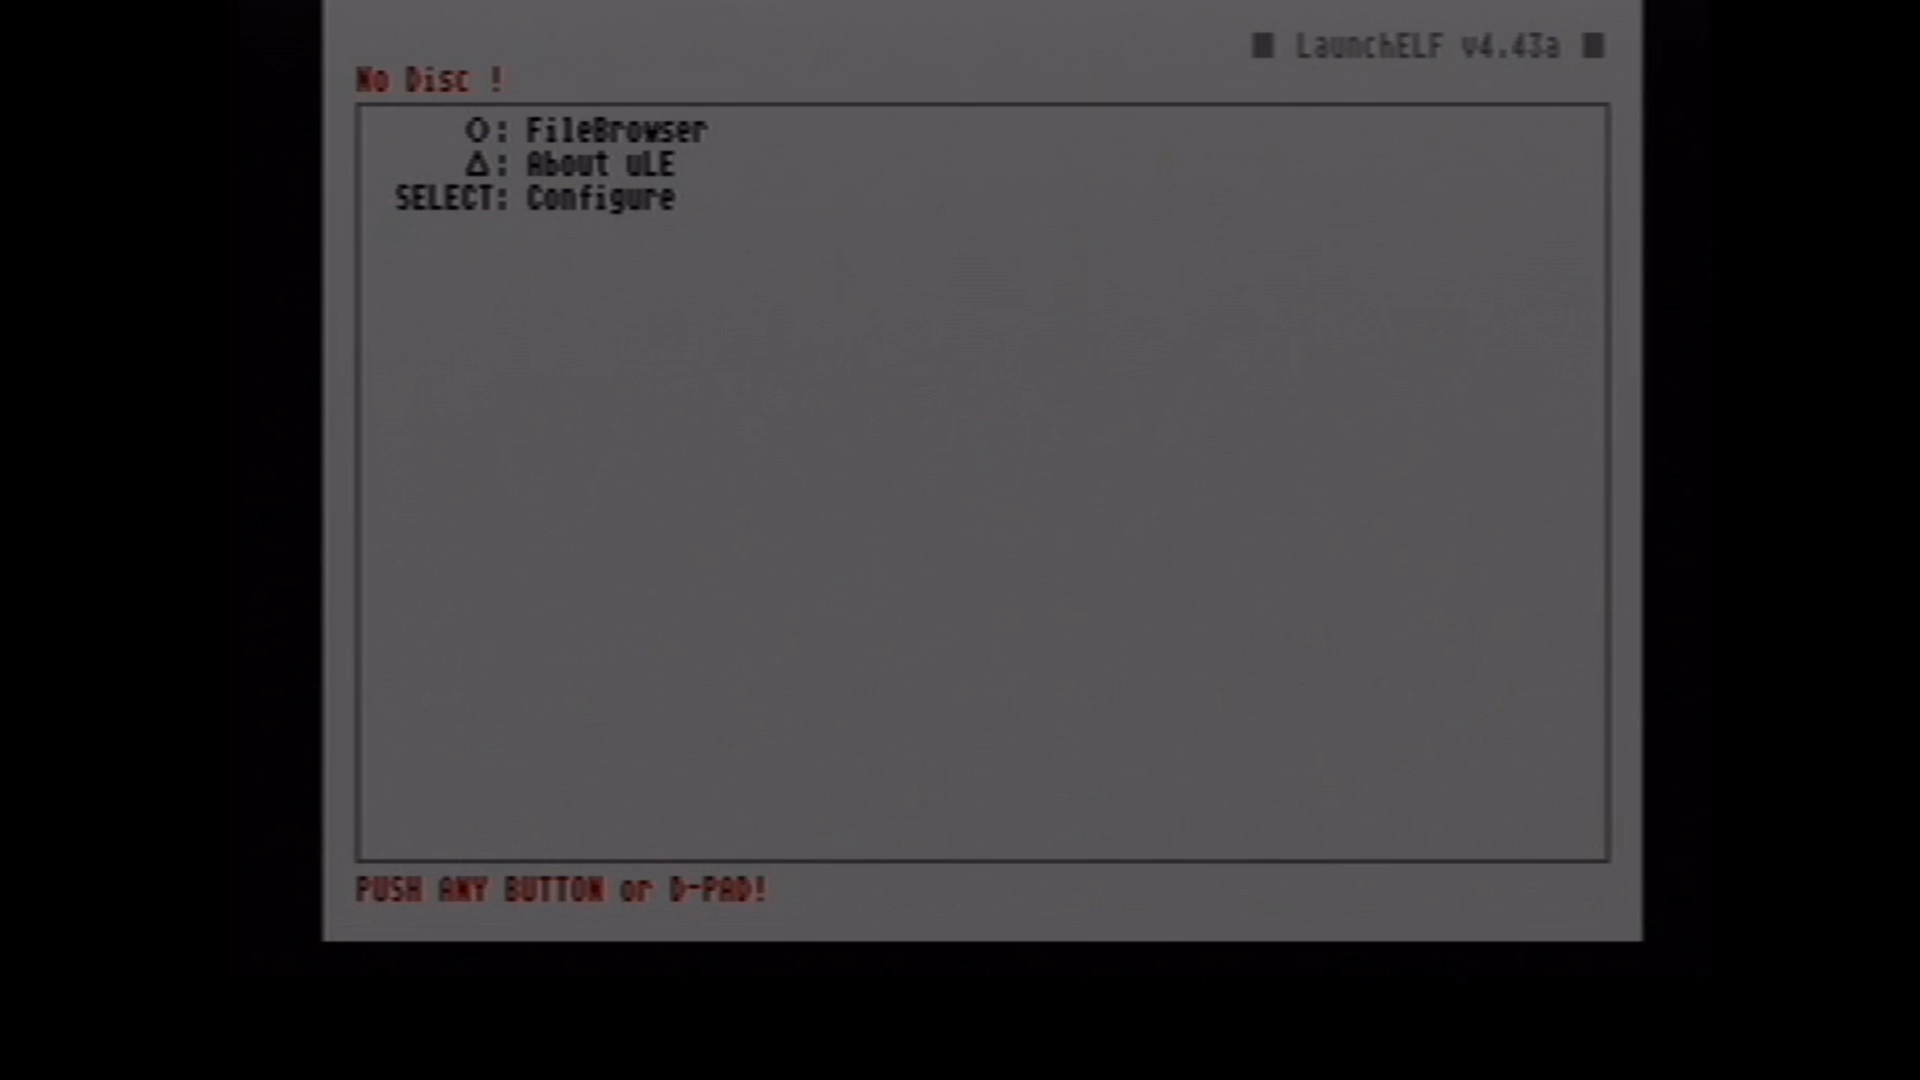 ■ LaunchELF v4.43a ■
No Disc !
○: FileBrowser
△: About uLE
SELECT: Configure
PUSH ANY BUTTON or D-PAD!